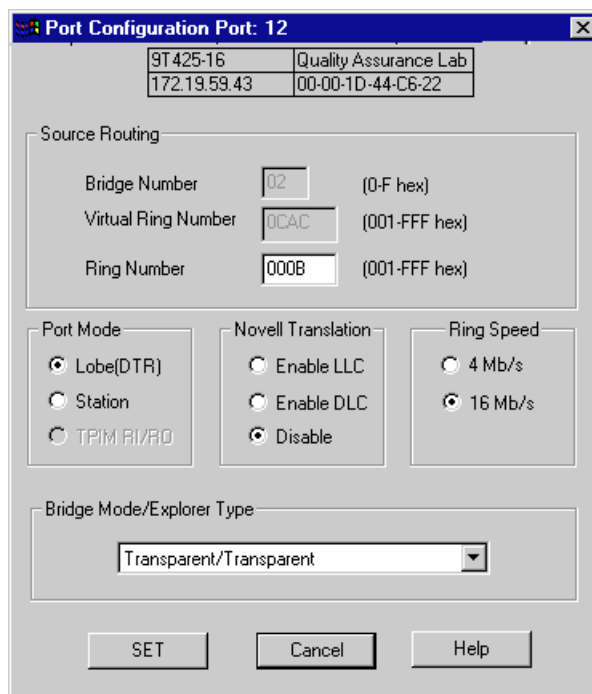 Port Configuration Port: 12
9T425-16 Quality Assurance Lab
172.19.59.43 00-00-1D-44-C6-22
Source Routing
Bridge Number 02 (0-F hex)
Virtual Ring Number 0CAC (001-FFF hex)
Ring Number 000B (001-FFF hex)
Port Mode
Lobe(DTR)
Station
TPIM RI/RO
Novell Translation
Enable LLC
Enable DLC
Disable
Ring Speed
4 Mb/s
16 Mb/s
Bridge Mode/Explorer Type
Transparent/Transparent
SET Cancel Help